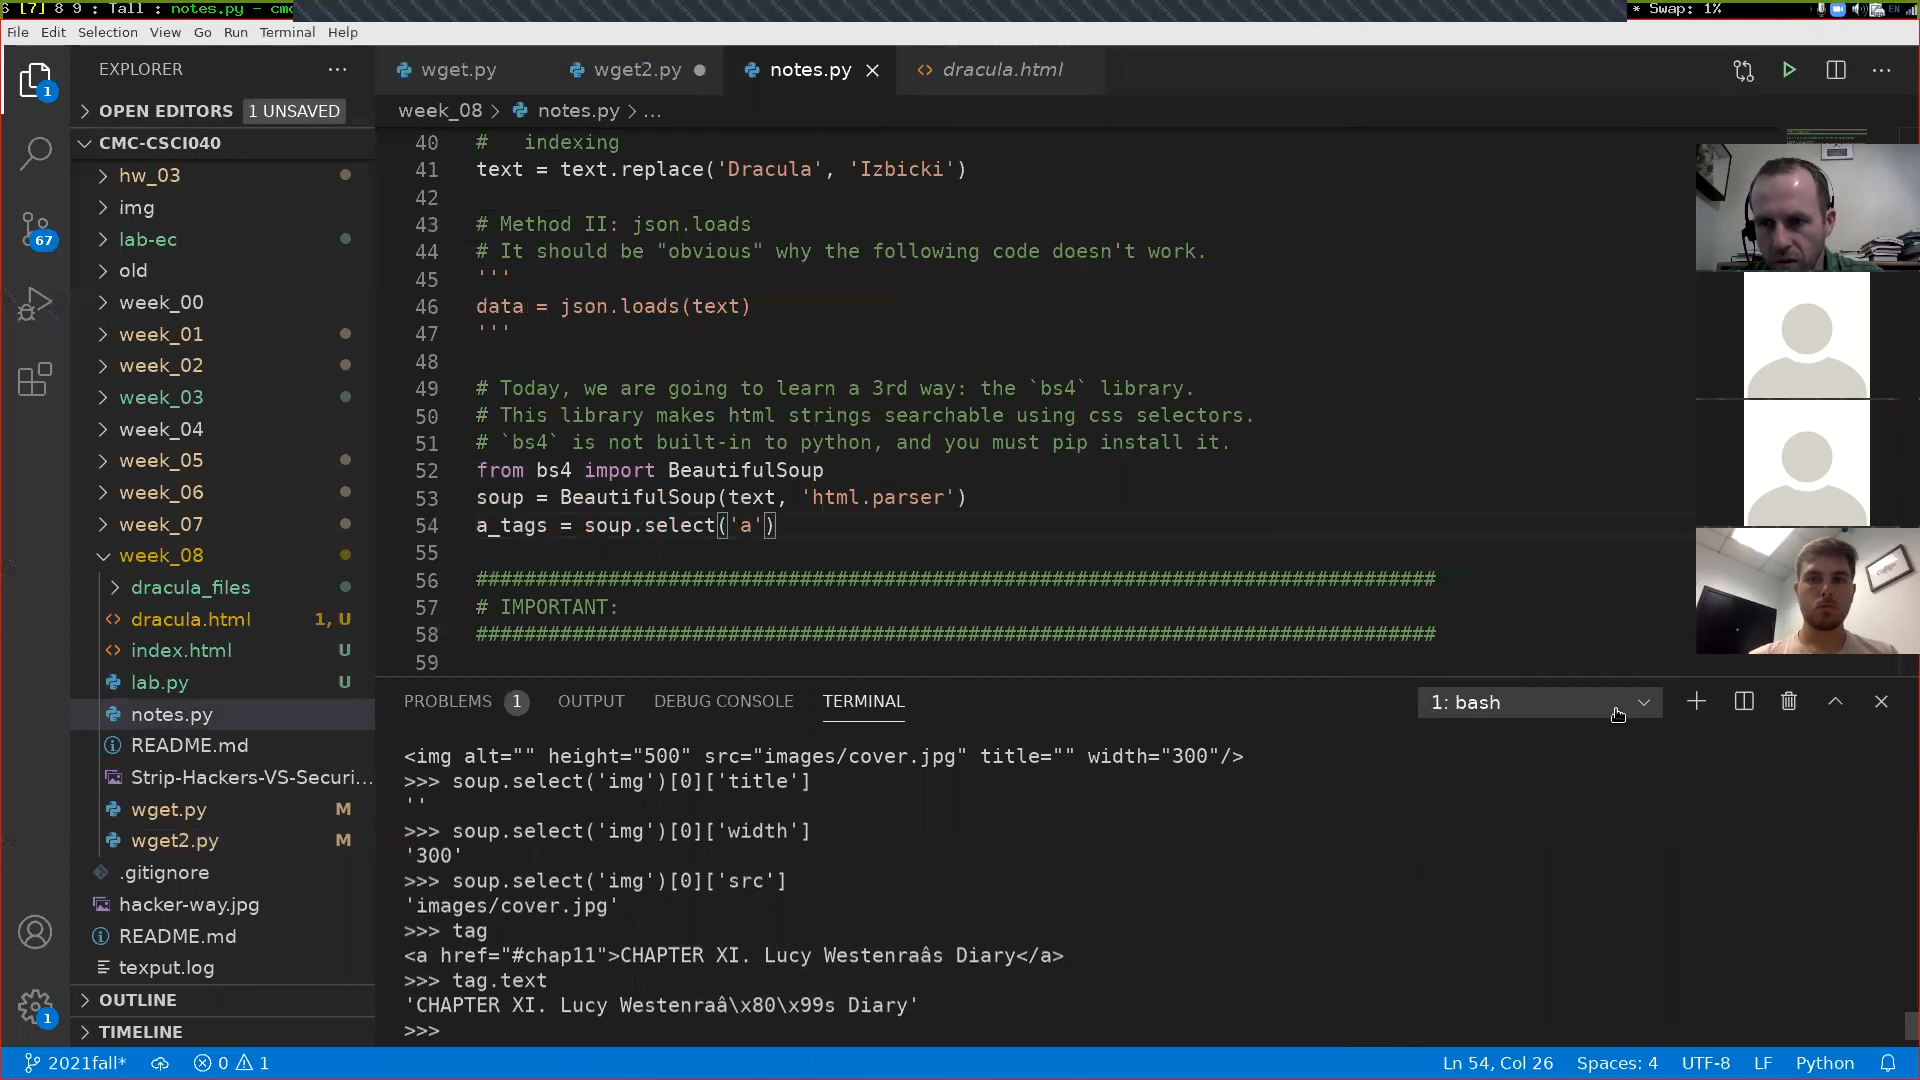 6 [7] 8 9 : Tall : notes.py - cmc
* Swap: 1%
EN
File Edit Selection View Go Run Terminal Help
EXPLORER
wget.py wget2.py notes.py dracula.html
OPEN EDITORS 1 UNSAVED
week_08 > notes.py > ...
CMC-CSCI040
hw_03
img
lab-ec
old
week_00
week_01
week_02
week_03
week_04
week_05
week_06
week_07
week_08
dracula_files
dracula.html 1, U
index.html U
lab.py U
notes.py
README.md
Strip-Hackers-VS-Securi...
wget.py M
wget2.py M
.gitignore
hacker-way.jpg
README.md
texput.log
OUTLINE
TIMELINE
1
67
1
40 #   indexing
41 text = text.replace('Dracula', 'Izbicki')
42
43 # Method II: json.loads
44 # It should be "obvious" why the following code doesn't work.
45 '''
46 data = json.loads(text)
47 '''
48
49 # Today, we are going to learn a 3rd way: the `bs4` library.
50 # This library makes html strings searchable using css selectors.
51 # `bs4` is not built-in to python, and you must pip install it.
52 from bs4 import BeautifulSoup
53 soup = BeautifulSoup(text, 'html.parser')
54 a_tags = soup.select('a')
55
56 ################################################################################
57 # IMPORTANT:
58 ################################################################################
59
PROBLEMS 1 OUTPUT DEBUG CONSOLE TERMINAL 1: bash
<img alt="" height="500" src="images/cover.jpg" title="" width="300"/>
>>> soup.select('img')[0]['title']
''
>>> soup.select('img')[0]['width']
'300'
>>> soup.select('img')[0]['src']
'images/cover.jpg'
>>> tag
<a href="#chap11">CHAPTER XI. Lucy Westenraâs Diary</a>
>>> tag.text
'CHAPTER XI. Lucy Westenraâ\x80\x99s Diary'
>>>
2021fall* 0 1 Ln 54, Col 26 Spaces: 4 UTF-8 LF Python